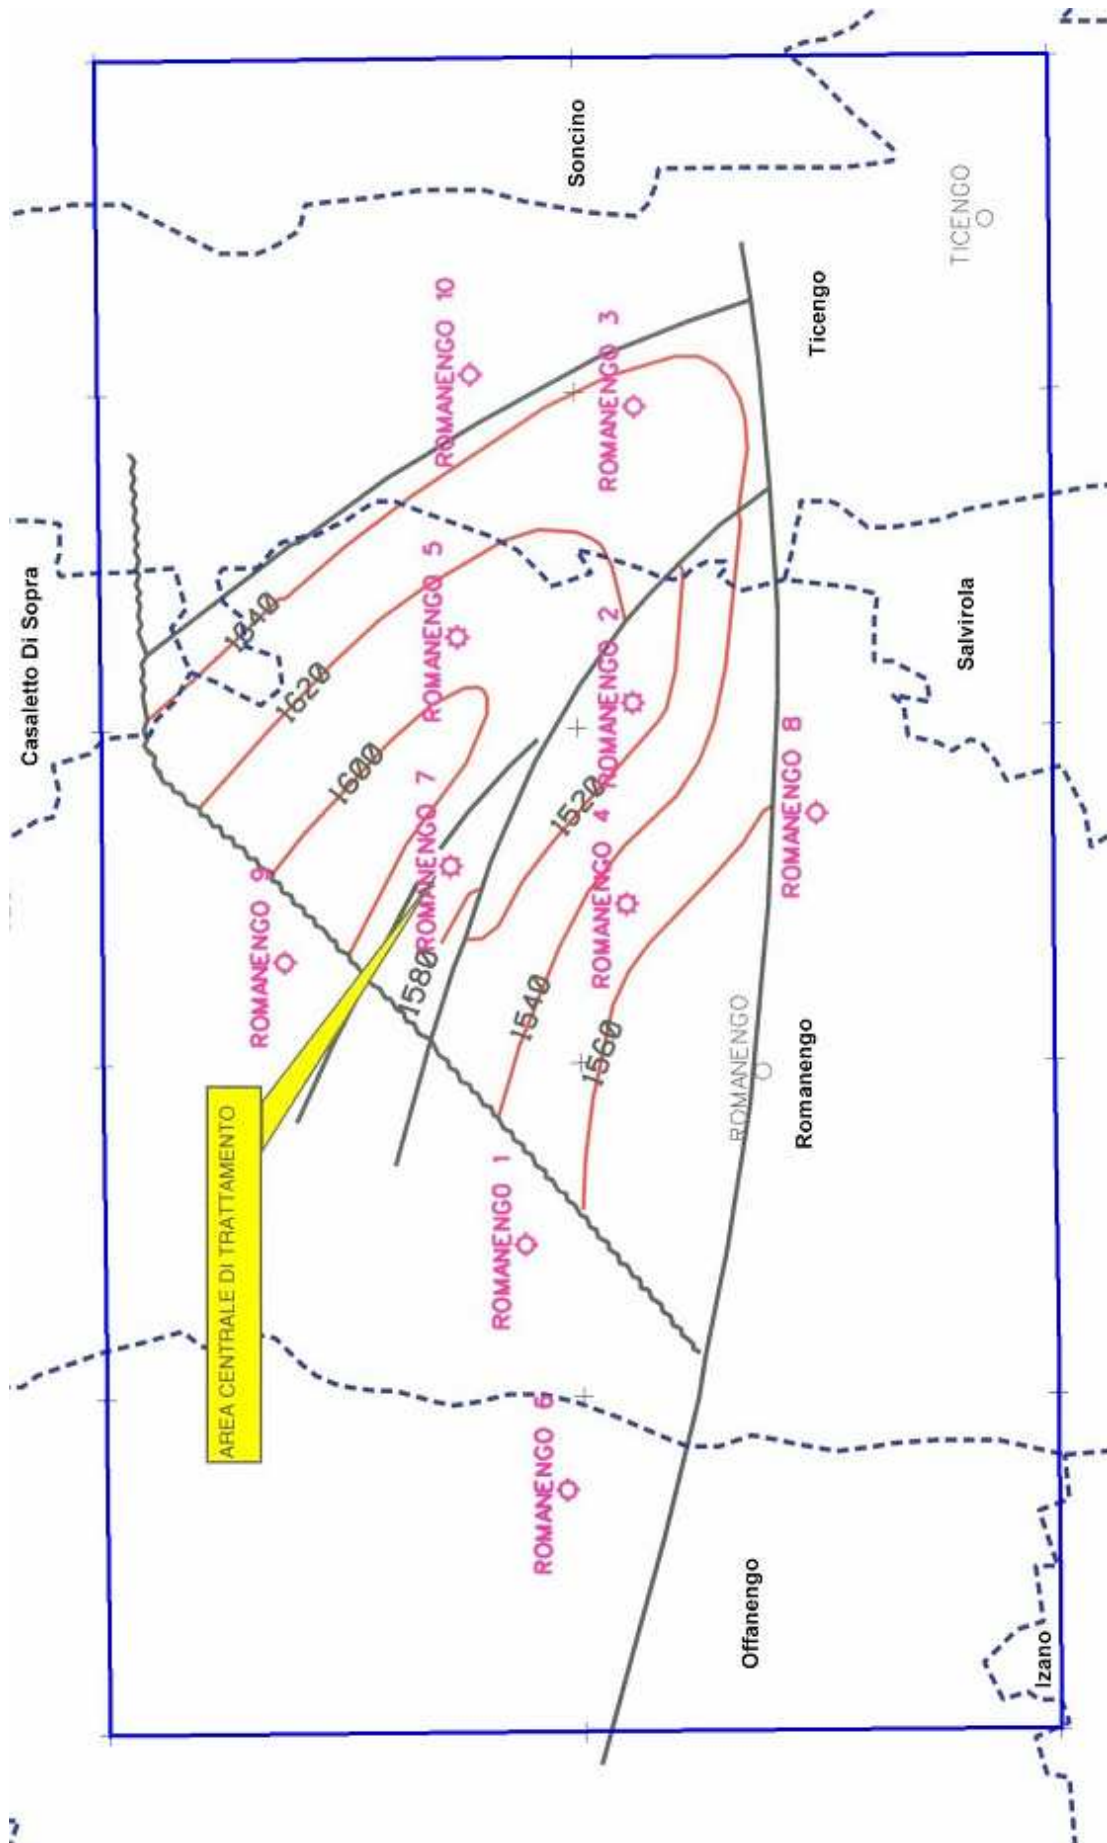 Casaletto Di Sopra
AREA CENTRALE DI TRATTAMENTO
ROMANENGO 9
1640
1620
1600
1580
ROMANENGO 7
ROMANENGO 5
ROMANENGO 10
ROMANENGO 1
1540
ROMANENGO 6
1520
Soncino
1560
ROMANENGO 4
ROMANENGO 2
ROMANENGO 3
Offanengo
ROMANENGO
ROMANENGO 8
Romanengo
Ticengo
Salvirola
TICENGO
Izano